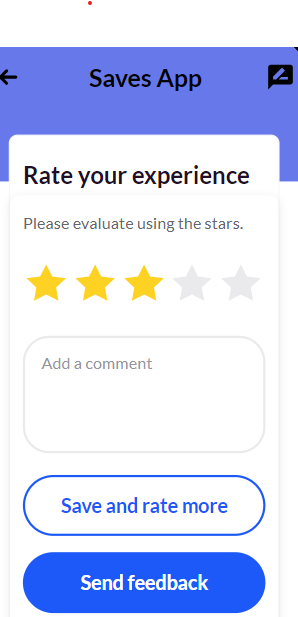 Saves App
Rate your experience
Please evaluate using the stars.
Add a comment
Save and rate more
Send feedback